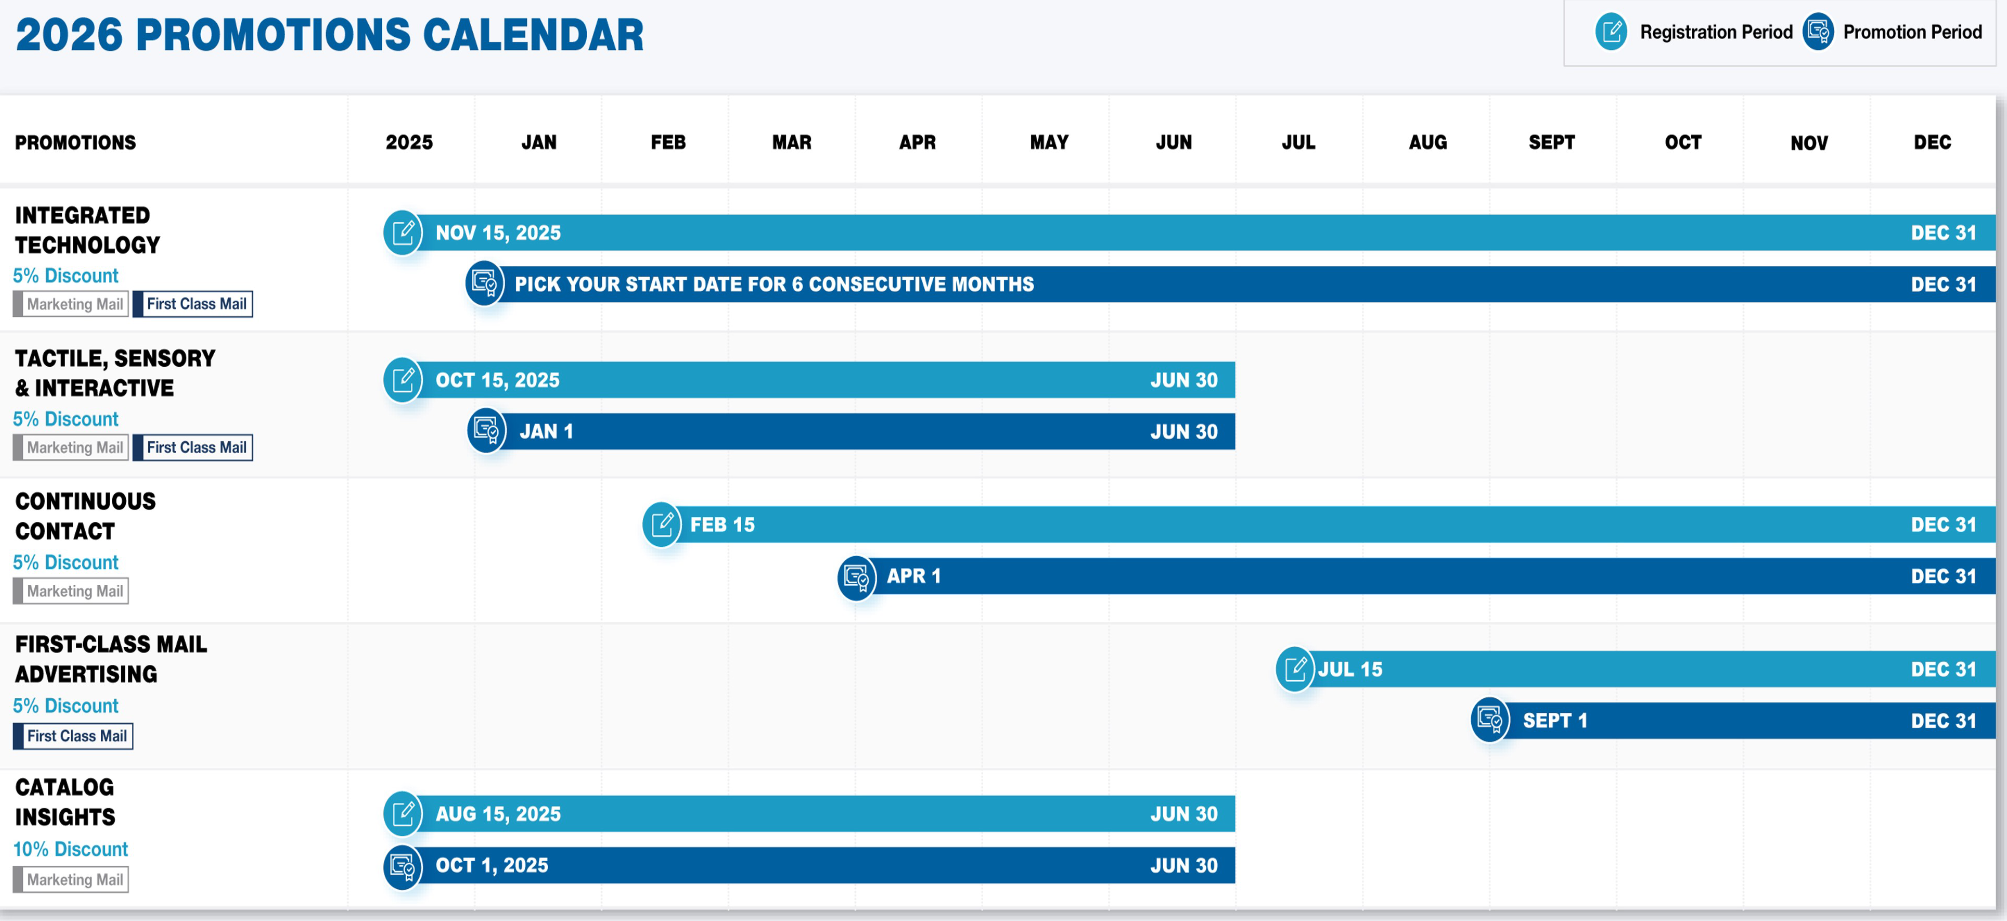 2026 PROMOTIONS CALENDAR
Registration Period Promotion Period
PROMOTIONS 2025 JAN FEB MAR APR MAY JUN JUL AUG SEPT OCT NOV DEC
INTEGRATED
TECHNOLOGY
5% Discount
Marketing Mail First Class Mail
NOV 15, 2025 DEC 31
PICK YOUR START DATE FOR 6 CONSECUTIVE MONTHS DEC 31
TACTILE, SENSORY
& INTERACTIVE
5% Discount
Marketing Mail First Class Mail
OCT 15, 2025 JUN 30
JAN 1 JUN 30
CONTINUOUS
CONTACT
5% Discount
Marketing Mail
FEB 15 DEC 31
APR 1 DEC 31
FIRST-CLASS MAIL
ADVERTISING
5% Discount
First Class Mail
JUL 15 DEC 31
SEPT 1 DEC 31
CATALOG
INSIGHTS
10% Discount
Marketing Mail
AUG 15, 2025 JUN 30
OCT 1, 2025 JUN 30